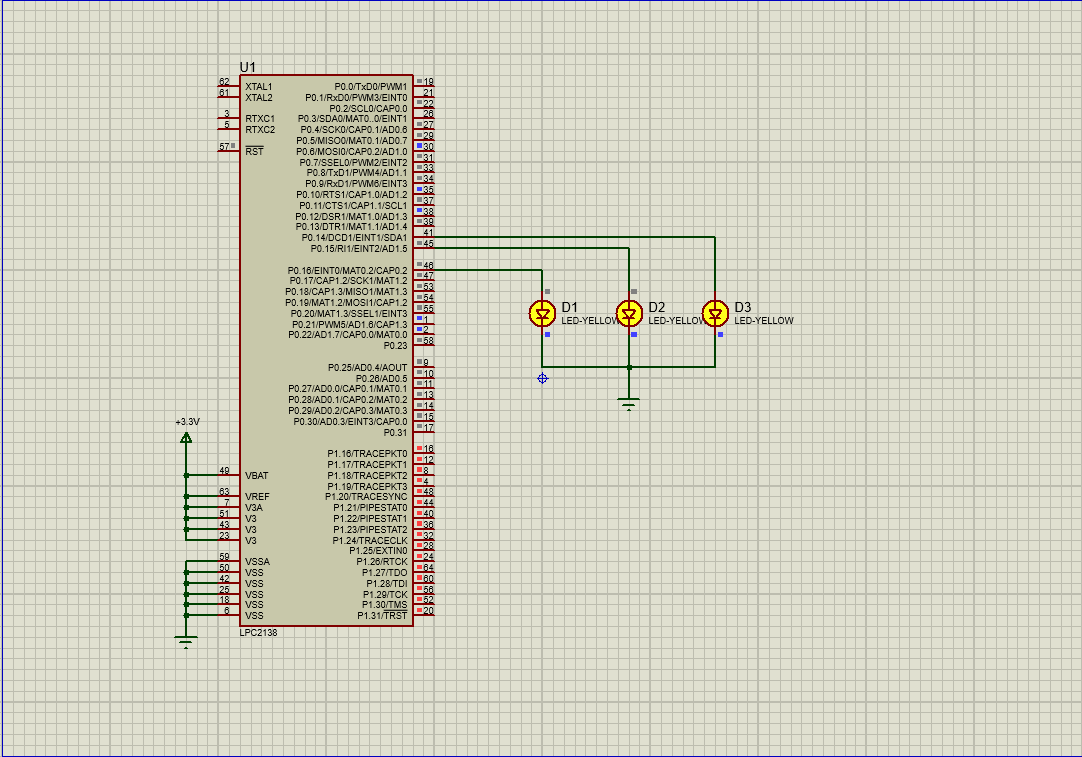 U1
62 XTAL1 P0.0/TxD0/PWM1 19
61 XTAL2 P0.1/RxD0/PWM3/EINT0 21
P0.2/SCL0/CAP0.0 22
3 RTXC1 P0.3/SDA0/MAT0..0/EINT1 26
5 RTXC2 P0.4/SCK0/CAP0.1/AD0.6 27
P0.5/MISO0/MAT0.1/AD0.7 29
57 RST P0.6/MOSI0/CAP0.2/AD1.0 30
P0.7/SSEL0/PWM2/EINT2 31
P0.8/TxD1/PWM4/AD1.1 33
P0.9/RxD1/PWM6/EINT3 34
P0.10/RTS1/CAP1.0/AD1.2 35
P0.11/CTS1/CAP1.1/SCL1 37
P0.12/DSR1/MAT1.0/AD1.3 38
P0.13/DTR1/MAT1.1/AD1.4 39
P0.14/DCD1/EINT1/SDA1 41
P0.15/RI1/EINT2/AD1.5 45
P0.16/EINT0/MAT0.2/CAP0.2 46
P0.17/CAP1.2/SCK1/MAT1.2 47
P0.18/CAP1.3/MISO1/MAT1.3 53
P0.19/MAT1.2/MOSI1/CAP1.2 54
P0.20/MAT1.3/SSEL1/EINT3 55
P0.21/PWM5/AD1.6/CAP1.3 1
P0.22/AD1.7/CAP0.0/MAT0.0 2
P0.23 58
D1 D2 D3
LED-YELLOW LED-YELLOW LED-YELLOW
P0.25/AD0.4/AOUT 9
P0.26/AD0.5 10
P0.27/AD0.0/CAP0.1/MAT0.1 11
P0.28/AD0.1/CAP0.2/MAT0.2 13
P0.29/AD0.2/CAP0.3/MAT0.3 14
P0.30/AD0.3/EINT3/CAP0.0 15
P0.31 17
+3.3V
P1.16/TRACEPKT0 16
P1.17/TRACEPKT1 12
49 VBAT P1.18/TRACEPKT2 8
P1.19/TRACEPKT3 4
63 VREF P1.20/TRACESYNC 48
7 V3A P1.21/PIPESTAT0 44
51 V3 P1.22/PIPESTAT1 40
43 V3 P1.23/PIPESTAT2 36
23 V3 P1.24/TRACECLK 32
P1.25/EXTIN0 28
59 VSSA P1.26/RTCK 24
50 VSS P1.27/TDO 64
42 VSS P1.28/TDI 60
25 VSS P1.29/TCK 56
18 VSS P1.30/TMS 52
6 VSS P1.31/TRST 20
LPC2138